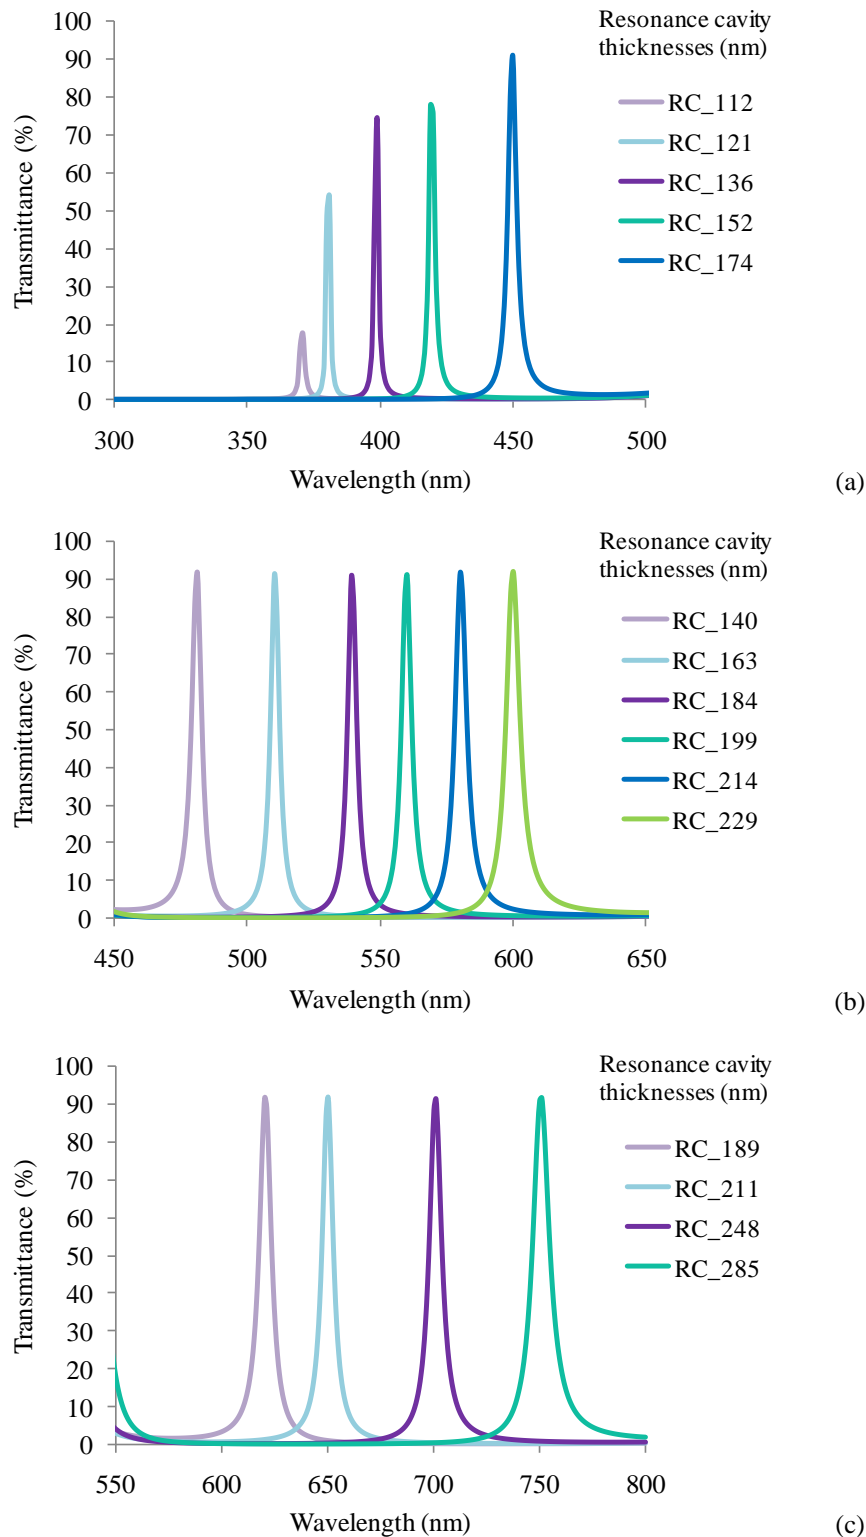 Resonance cavity
thicknesses (nm)
100
90
80
70
60
50
40
30
20
10
0
Transmittance (%)
RC_112
RC_121
RC_136
RC_152
RC_174
300 350 400 450 500
Wavelength (nm)
(a)
Resonance cavity
thicknesses (nm)
100
90
80
70
60
50
40
30
20
10
0
Transmittance (%)
RC_140
RC_163
RC_184
RC_199
RC_214
RC_229
450 500 550 600 650
Wavelength (nm)
(b)
Resonance cavity
thicknesses (nm)
100
90
80
70
60
50
40
30
20
10
0
Transmittance (%)
RC_189
RC_211
RC_248
RC_285
550 600 650 700 750 800
Wavelength (nm)
(c)